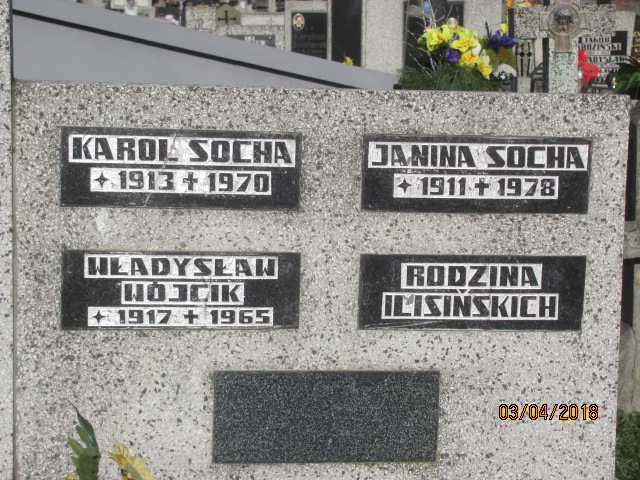 KAROL SOCHA
1913 + 1970
JANINA SOCHA
1911 + 1978
WŁADYSŁAW
WÓJCIK
1917 + 1965
RODZINA
ILISIŃSKICH
03/04/2018